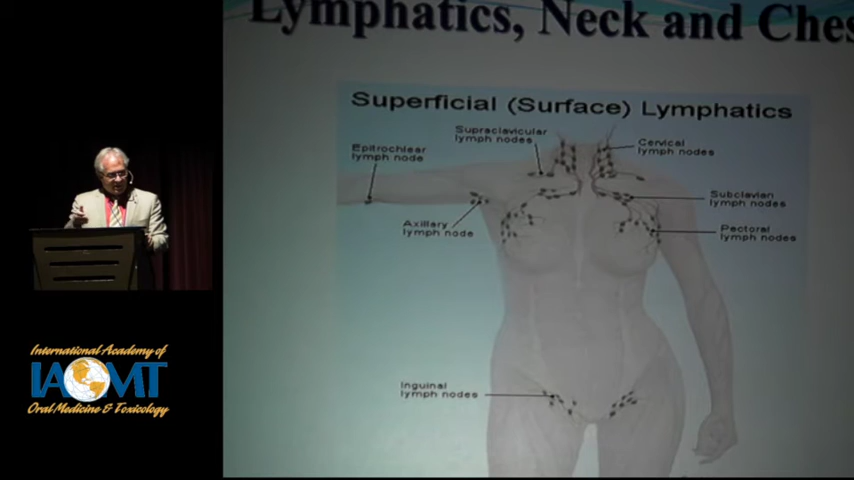 Lymphatics, Neck and Ches
Superficial (Surface) Lymphatics
Supraclavicular
lymph nodes
Cervical
lymph nodes
Epitrochlear
lymph node
Subclavian
lymph nodes
Axillary
lymph node
Pectoral
lymph nodes
Inguinal
lymph nodes
International Academy of
IAOMT
Oral Medicine & Toxicology